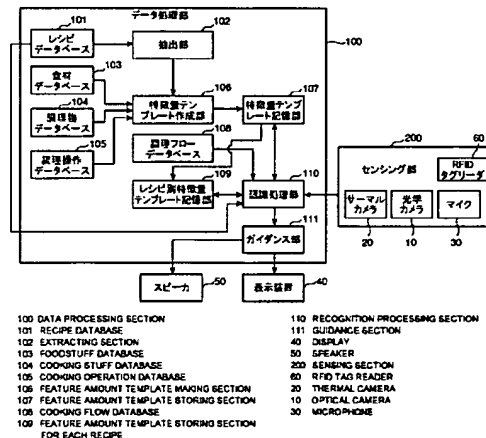 データ処理部
101
レシピ
データベース
102
抽出部
100
食材
データベース
103
106
特徴量テン
プレート作成部
107
特徴量テンプ
レート記憶部
調理物
データベース
104
調理フロー
データベース
108
調理操作
データベース
105
レシピ別特徴量
テンプレート記憶部
109
認識処理部
110
ガイダンス部
111
スピーカ
50
表示装置
40
200
センシング部
60
RFID
タグリーダ
サーマル
カメラ
光学
カメラ
マイク
20
10
30
100 DATA PROCESSING SECTION
101 RECIPE DATABASE
102 EXTRACTING SECTION
103 FOODSTUFF DATABASE
104 COOKING STUFF DATABASE
105 COOKING OPERATION DATABASE
106 FEATURE AMOUNT TEMPLATE MAKING SECTION
107 FEATURE AMOUNT TEMPLATE STORING SECTION
108 COOKING FLOW DATABASE
109 FEATURE AMOUNT TEMPLATE STORING SECTION
FOR EACH RECIPE
110 RECOGNITION PROCESSING SECTION
111 GUIDANCE SECTION
40 DISPLAY
50 SPEAKER
200 SENSING SECTION
60 RFID TAG READER
20 THERMAL CAMERA
10 OPTICAL CAMERA
30 MICROPHONE